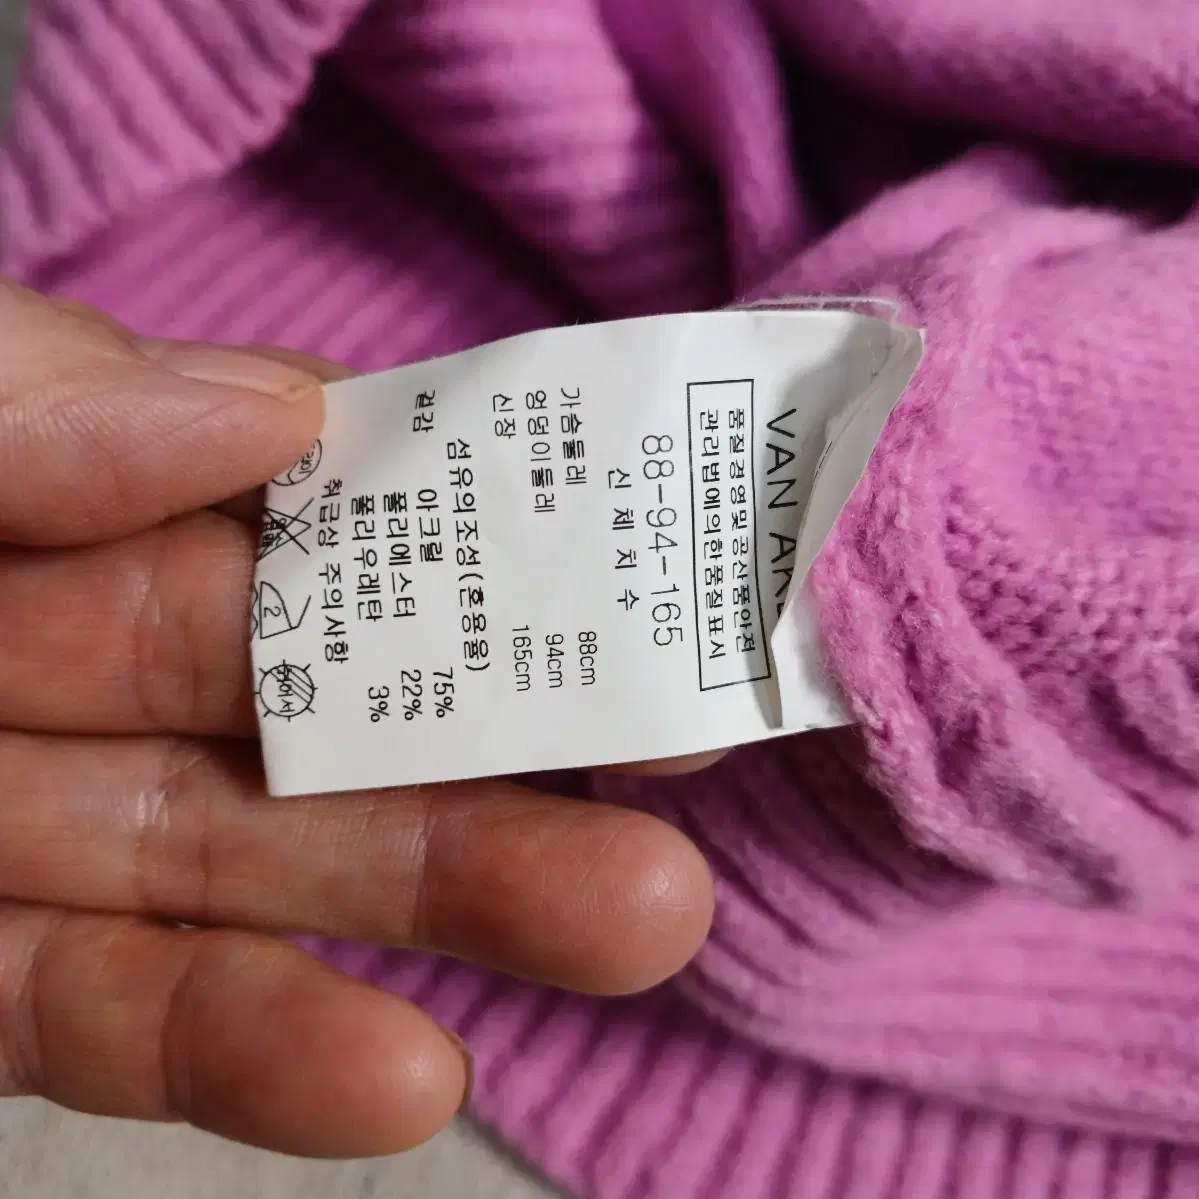 VAN AK
품질경영및공산품안전
관리법에의한품질표시
88-94-165
신체치수
가슴둘레 88cm
엉덩이둘레 94cm
신장 165cm
섬유의조성(혼용율)
겉감 아크릴 75%
폴리에스터 22%
폴리우레탄 3%
취급상 주의사항
2